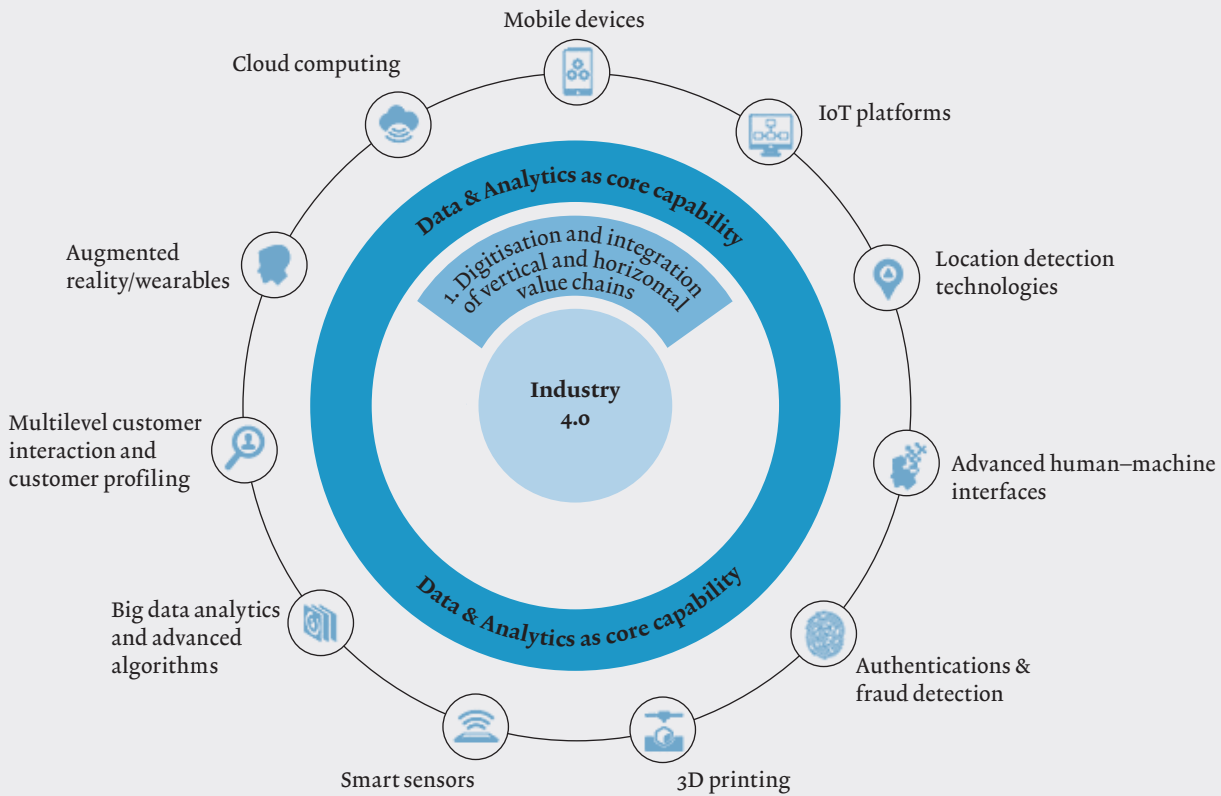 Mobile devices
Cloud computing
IoT platforms
Data & Analytics as core capability
1. Digitisation and integration
of vertical and horizontal
value chains
Augmented
reality/wearables
Location detection
technologies
Industry
4.0
Multilevel customer
interaction and
customer profiling
Advanced human–machine
interfaces
Data & Analytics as core capability
Big data analytics
and advanced
algorithms
Authentications &
fraud detection
Smart sensors
3D printing